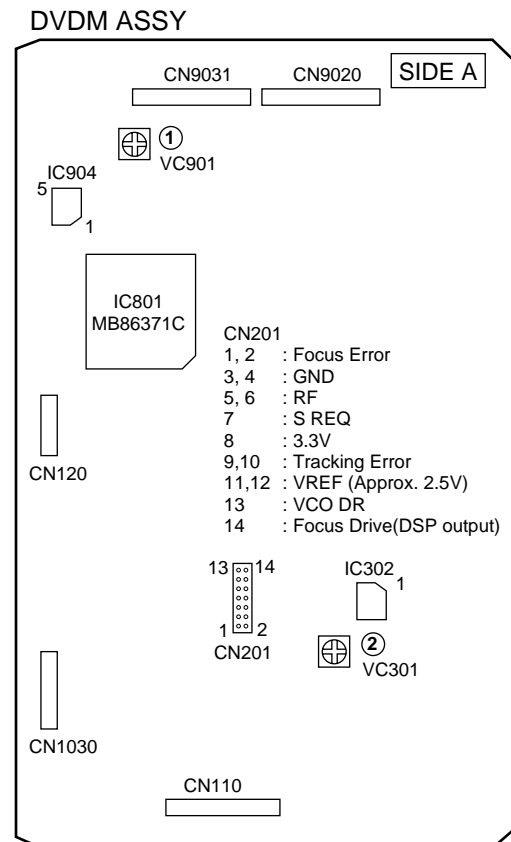 DVDM ASSY
SIDE A
CN9031
CN9020
①
VC901
IC904
5
1
IC801
MB86371C
CN201
1, 2 : Focus Error
3, 4 : GND
5, 6 : RF
7 : S REQ
8 : 3.3V
9,10 : Tracking Error
11,12 : VREF (Approx. 2.5V)
13 : VCO DR
14 : Focus Drive(DSP output)
CN120
13 14
1 2
CN201
IC302
1
②
VC301
CN1030
CN110